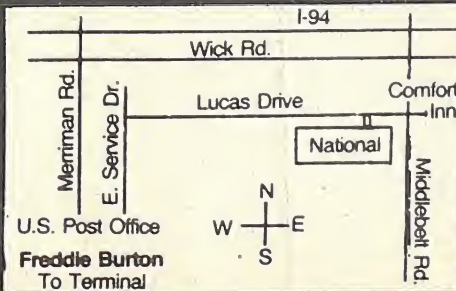 I-94
Wick Rd.
Merriman Rd.
E. Service Dr.
Lucas Drive
Comfort
Inn
National
Middlebelt Rd.
N
W E
S
U.S. Post Office
Freddie Burton
To Terminal